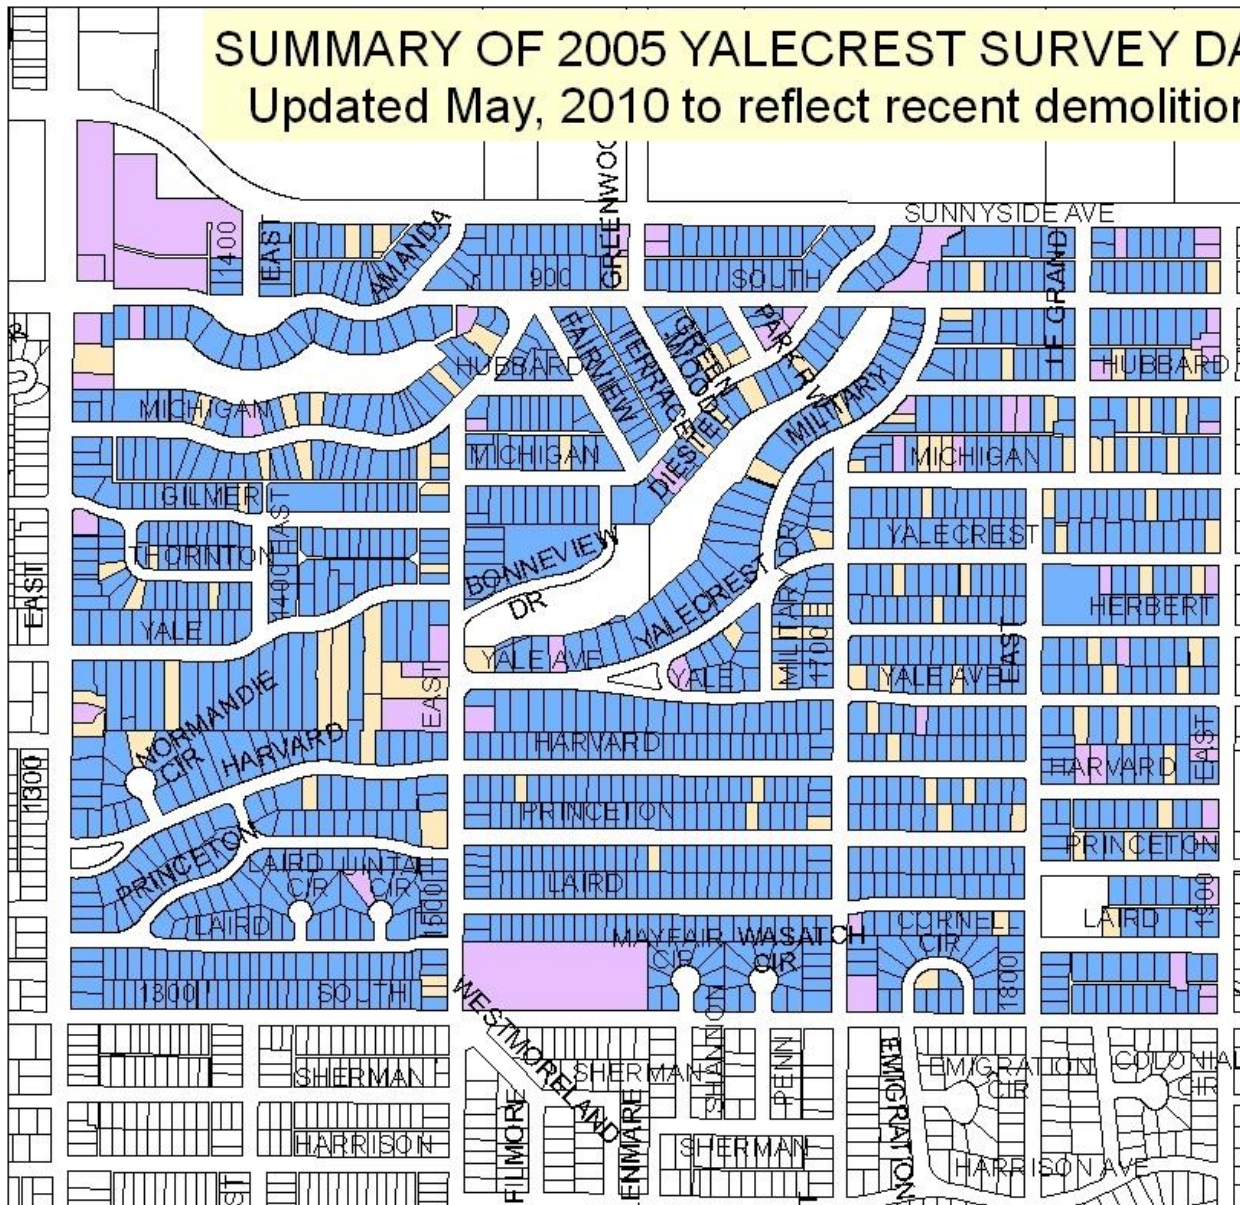 SUMMARY OF 2005 YALECREST SURVEY DA
Updated May, 2010 to reflect recent demolition
GREENWOO
SUNNYSIDE AVE
1400
EAST
AMANDA
900
SOUTH
LE GRAND
HUBBARD
FAIRVIEW
TERRACE
GREEN
WOOD
PARKRW
HUBBARD
MICHIGAN
MILITARY
MICHIGAN
DIESTEL
MICHIGAN
GILMER
1400 EAST
YALECREST
THORNTON
BONNEVIEW
DR
EAST
YALECREST
MILITARY DR
HERBERT
YALE
YALE AVE
YALE
1700
YALE AVE
EAST
EAST
NORMANDIE
CIR
HARVARD
HARVARD
HARVARD
EAST
1300
PRINCETON
PRINCETON
PRINCETON
LAIRD
CIR
UINTAH
CIR
LAIRD
1500
LAIRD
LAIRD
1900
MAYFAIR
CIR
WASATCH
CIR
CORNELL
CIR
1800
1300
SOUTH
WESTMORELAND
SHANNON
PENN
SHERMAN
SHERMAN
EMIGRATION
EMIGRATION
CIR
COLONIAL
CIR
HARRISON
FILMORE
ENMARE
SHERMAN
HARRISON AVE